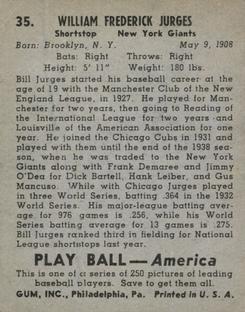 35. WILLIAM FREDERICK JURGES
Shortstop New York Giants
Born: Brooklyn, N. Y. May 9, 1908
Bats: Right Throws: Right
Height: 5' 11" Weight: 180 lbs.
Bill Jurges started his baseball career at the
age of 19 with the Manchester Club of the New
England League, in 1927. He played for Man-
chester for two years, then going to Reading of
the International League for two years and
Louisville of the American Association for one
year. He joined the Chicago Cubs in 1931 and
played with them until the end of the 1938 sea-
son, when he was traded to the New York
Giants along with Frank Demaree and Jimmy
O'Dea for Dick Bartell, Hank Leiber, and Gus
Mancuso. While with Chicago Jurges played
in three World Series, batting .364 in the 1932
World Series. His major-league batting aver-
age for 976 games is .256, while his World
Series batting average for 13 games is .275.
Bill Jurges ranked third in fielding for National
League shortstops last year.
PLAY BALL — America
This is one of a series of 250 pictures of leading
baseball players. Save to get them all.
GUM, INC., Philadelphia, Pa. Printed in U. S. A.